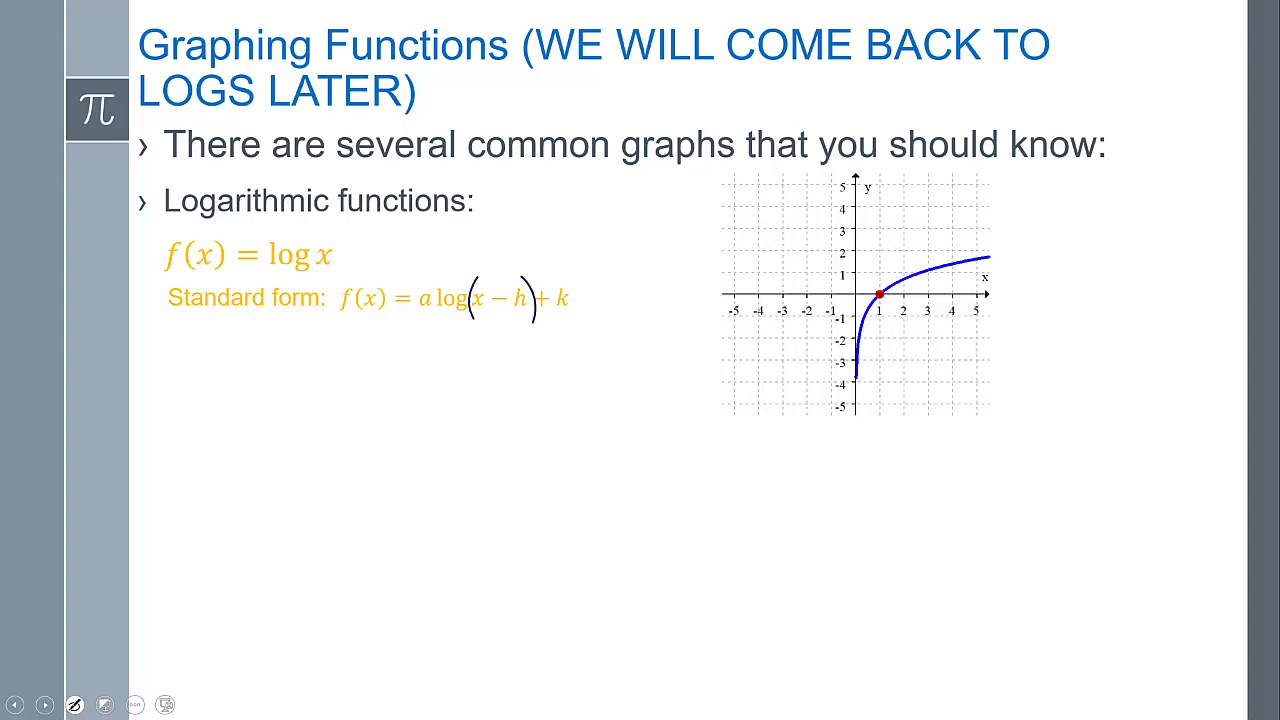 Graphing Functions (WE WILL COME BACK TO
LOGS LATER)
π
› There are several common graphs that you should know:
› Logarithmic functions:
f(x) = log x
Standard form: f(x) = a log(x − h) + k
y
5
4
3
2
1
x
-5 -4 -3 -2 -1 1 2 3 4 5
-1
-2
-3
-4
-5